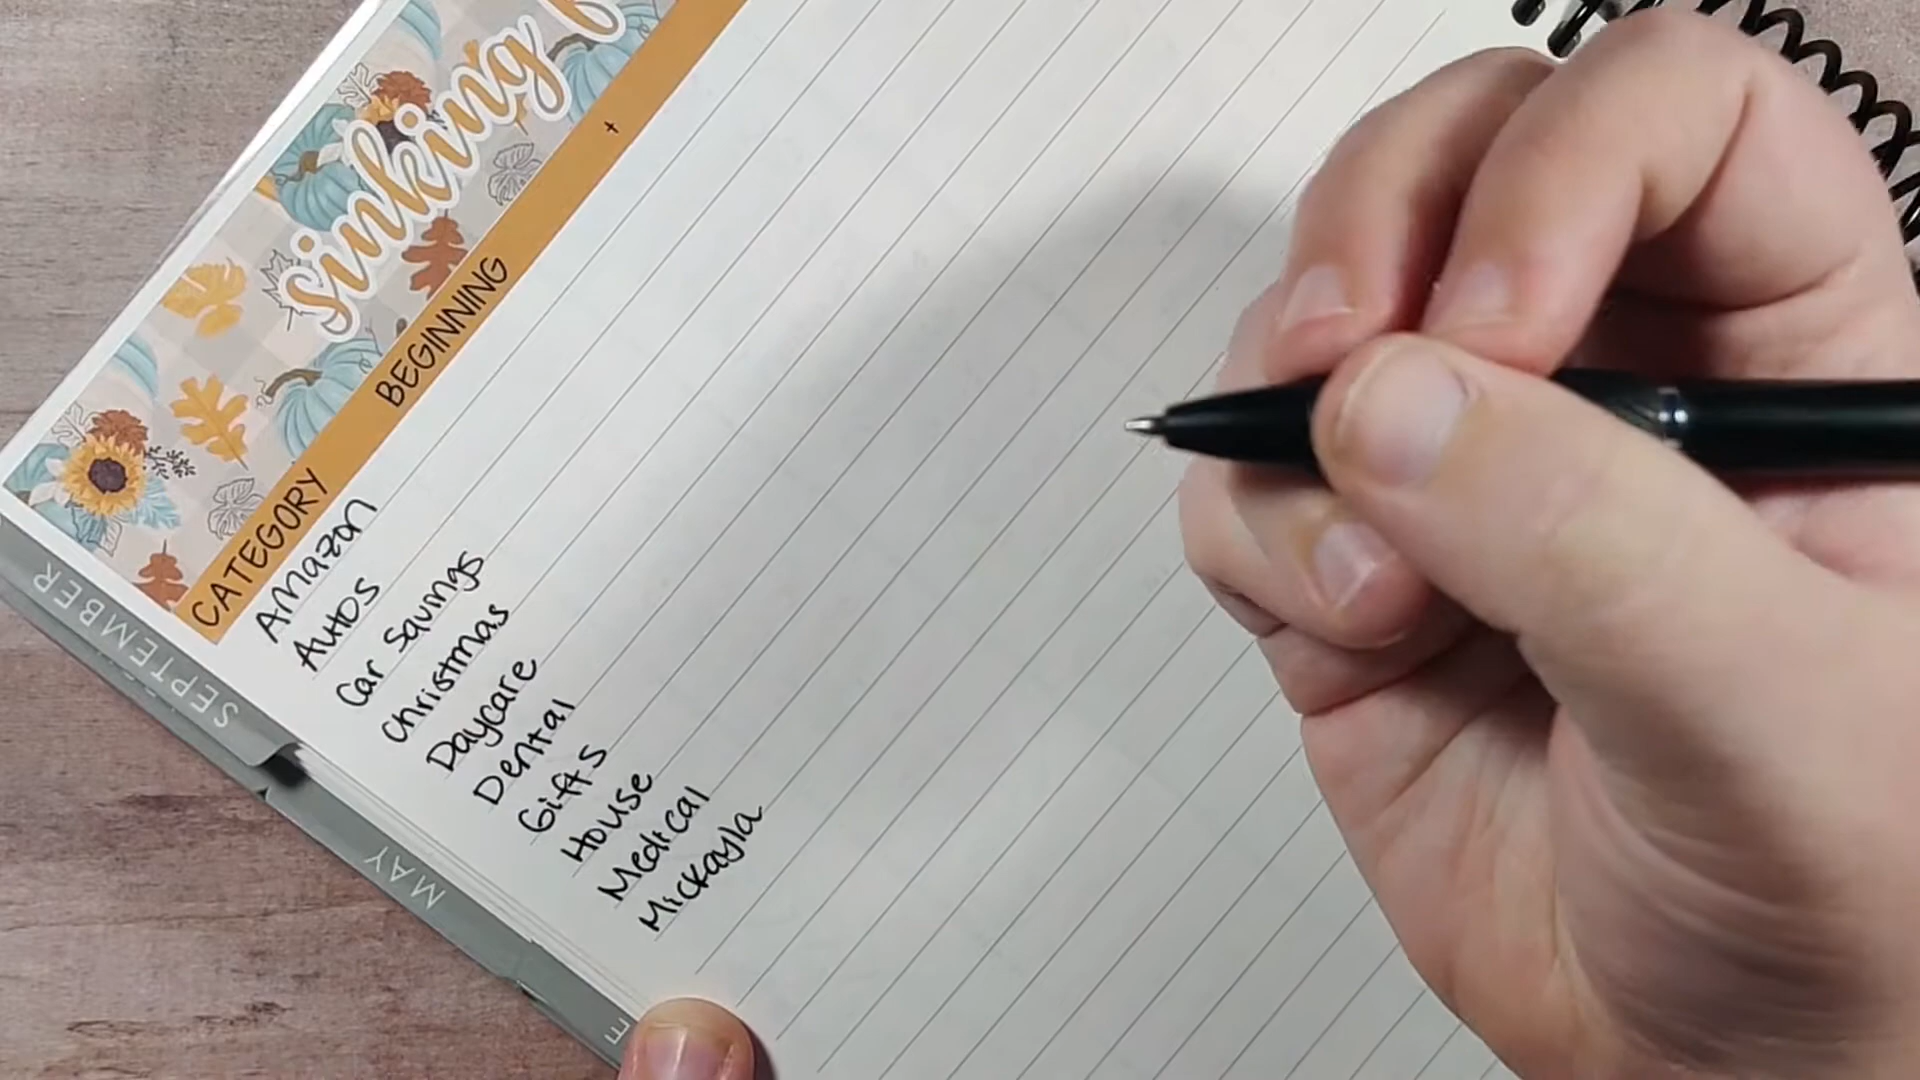 sinking
CATEGORY BEGINNING +
Amazon
Autos
Car Savings
Christmas
Daycare
Dental
Gifts
House
Medical
Mickayla
SEPTEMBER
MAY